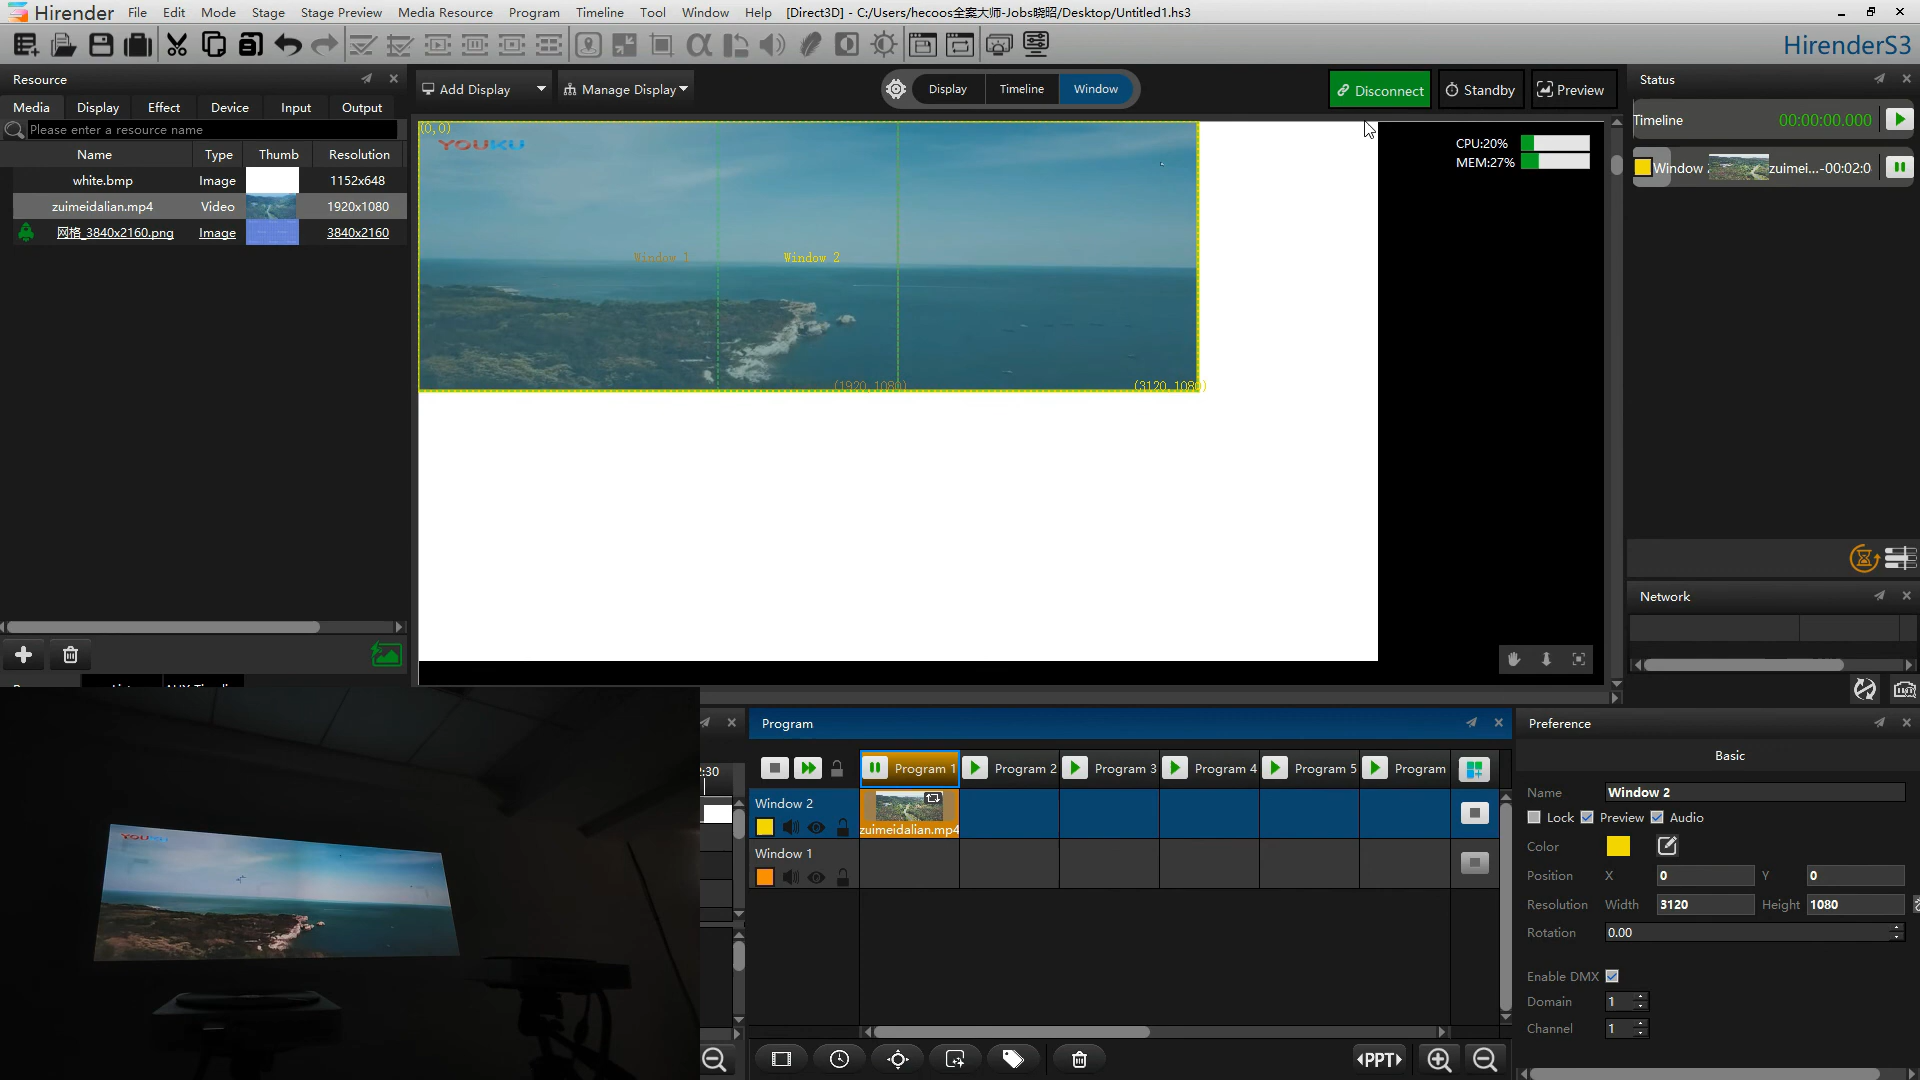 Hirender File Edit Mode Stage Stage Preview Media Resource Program Timeline Tool Window Help [Direct3D] - C:/Users/hecoos全案大师-Jobs晓昭/Desktop/Untitled1.hs3
HirenderS3
Resource
Media Display Effect Device Input Output
Please enter a resource name
Name Type Thumb Resolution
white.bmp Image 1152x648
zuimeidalian.mp4 Video 1920x1080
网格_3840x2160.png Image 3840x2160
Add Display Manage Display Display Timeline Window Disconnect Standby Preview
(0,0)
YOUKU
CPU:20%
MEM:27%
Window 1 Window 2
(1920,1080) (3120,1080)
Status
Timeline 00:00:00.000
Window zuimei...-00:02:0
Network
2:30
YOUKU
Program
Program 1 Program 2 Program 3 Program 4 Program 5 Program
Window 2
zuimeidalian.mp4
Window 1
PPT
Preference
Basic
Name Window 2
Lock Preview Audio
Color
Position X 0 Y 0
Resolution Width 3120 Height 1080
Rotation 0.00
Enable DMX
Domain 1
Channel 1